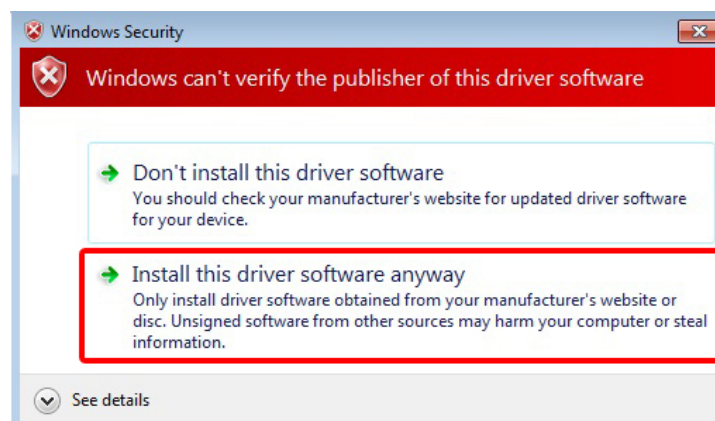 Windows Security
Windows can't verify the publisher of this driver software
Don't install this driver software
You should check your manufacturer's website for updated driver software
for your device.
Install this driver software anyway
Only install driver software obtained from your manufacturer's website or
disc. Unsigned software from other sources may harm your computer or steal
information.
See details